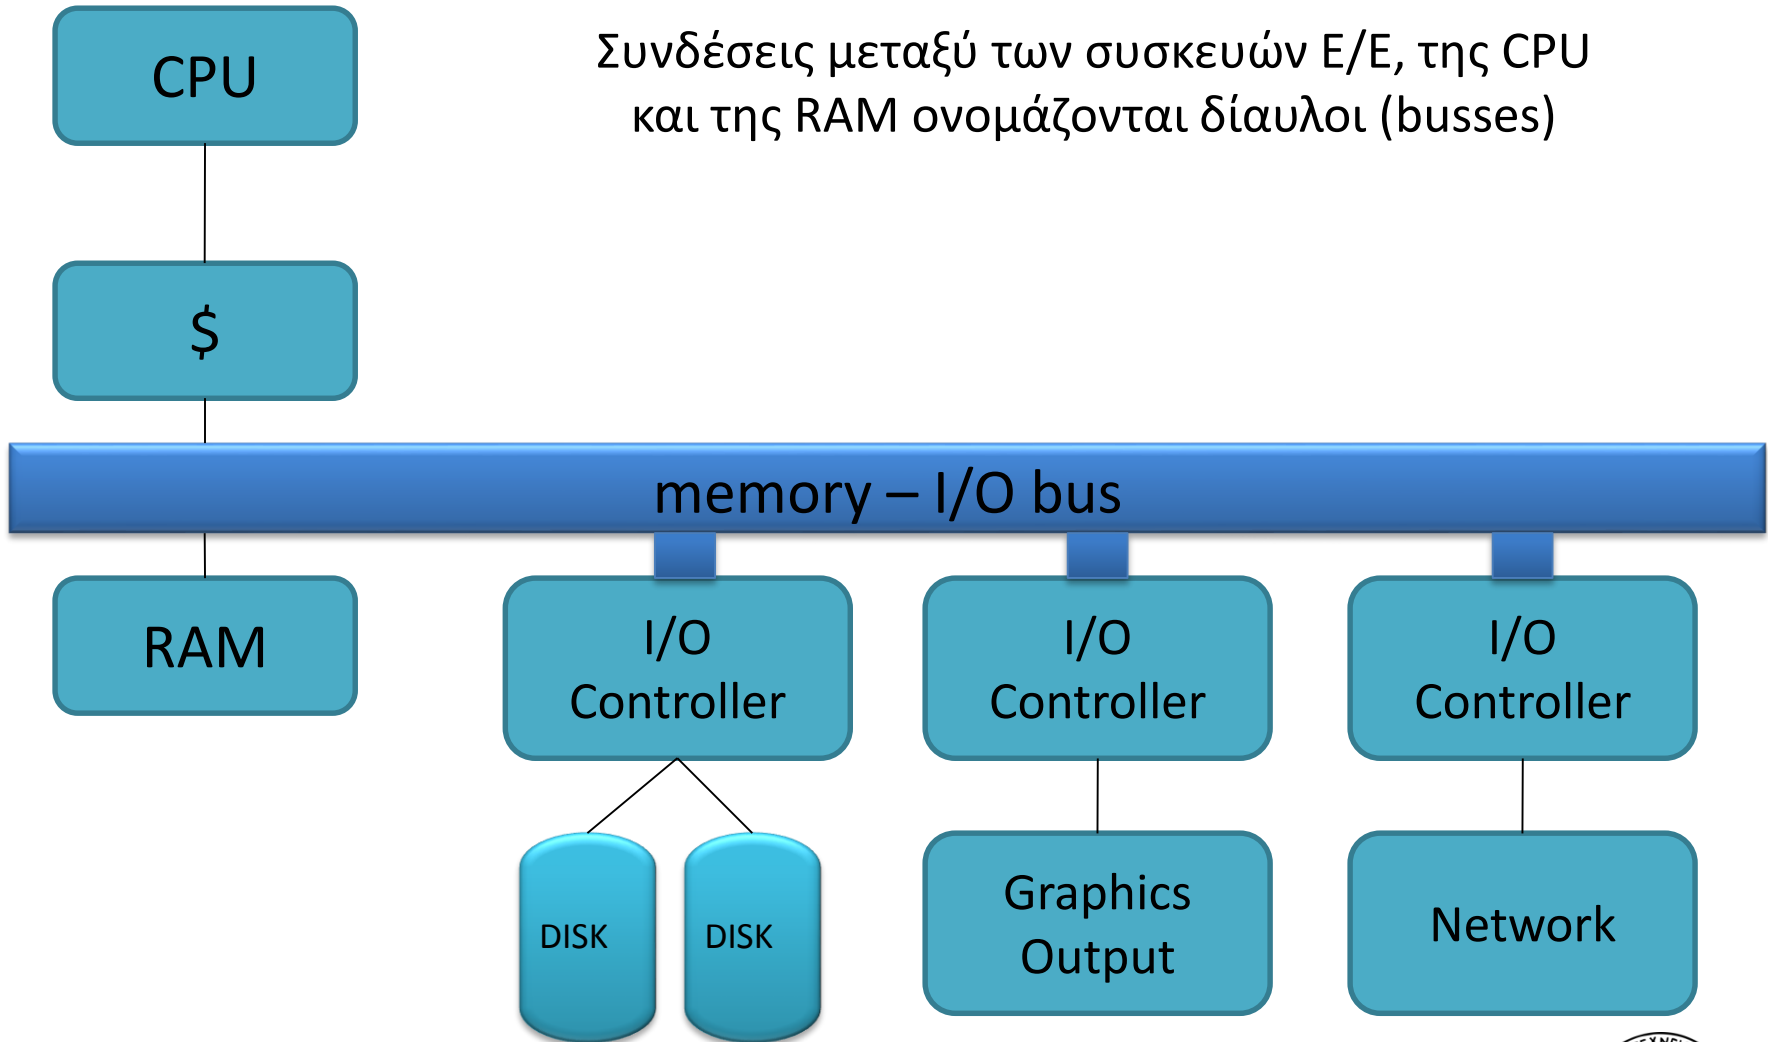 CPU
Συνδέσεις μεταξύ των συσκευών Ε/Ε, της CPU
και της RAM ονομάζονται δίαυλοι (busses)
$
memory – I/O bus
RAM
I/O
Controller
I/O
Controller
I/O
Controller
DISK
DISK
Graphics
Output
Network